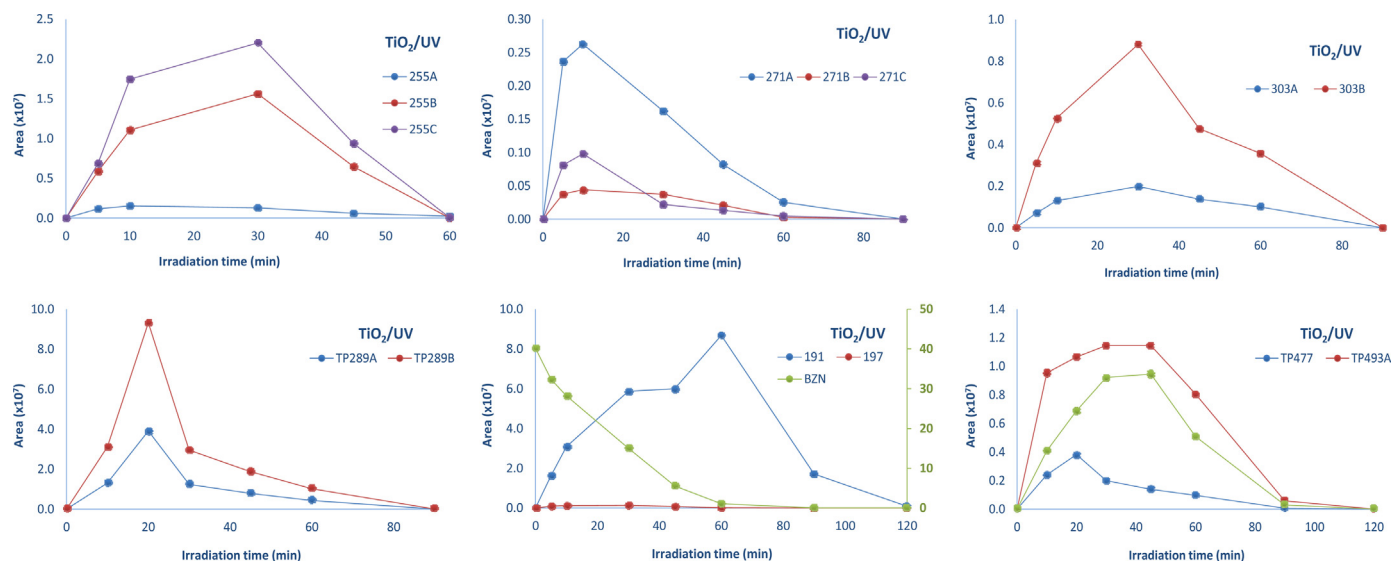 TiO2/UV
255A
255B
255C
2.5
2.0
1.5
1.0
0.5
0.0
Area (x10⁷)
0 10 20 30 40 50 60
Irradiation time (min)
TiO2/UV
271A 271B 271C
0.30
0.25
0.20
0.15
0.10
0.05
0.00
Area (x10⁷)
0 20 40 60 80
Irradiation time (min)
TiO2/UV
303A 303B
1.0
0.8
0.6
0.4
0.2
0.0
Area (x10⁷)
0 20 40 60 80
Irradiation time (min)
TiO2/UV
TP289A TP289B
10.0
8.0
6.0
4.0
2.0
0.0
Area (x10⁷)
0 20 40 60 80
Irradiation time (min)
TiO2/UV
191 197
BZN
10.0
8.0
6.0
4.0
2.0
0.0
50
40
30
20
10
0
Area (x10⁷)
0 20 40 60 80 100 120
Irradiation time (min)
TiO2/UV
TP477 TP493A
1.4
1.2
1.0
0.8
0.6
0.4
0.2
0.0
Area (x10⁷)
0 20 40 60 80 100 120
Irradiation time (min)